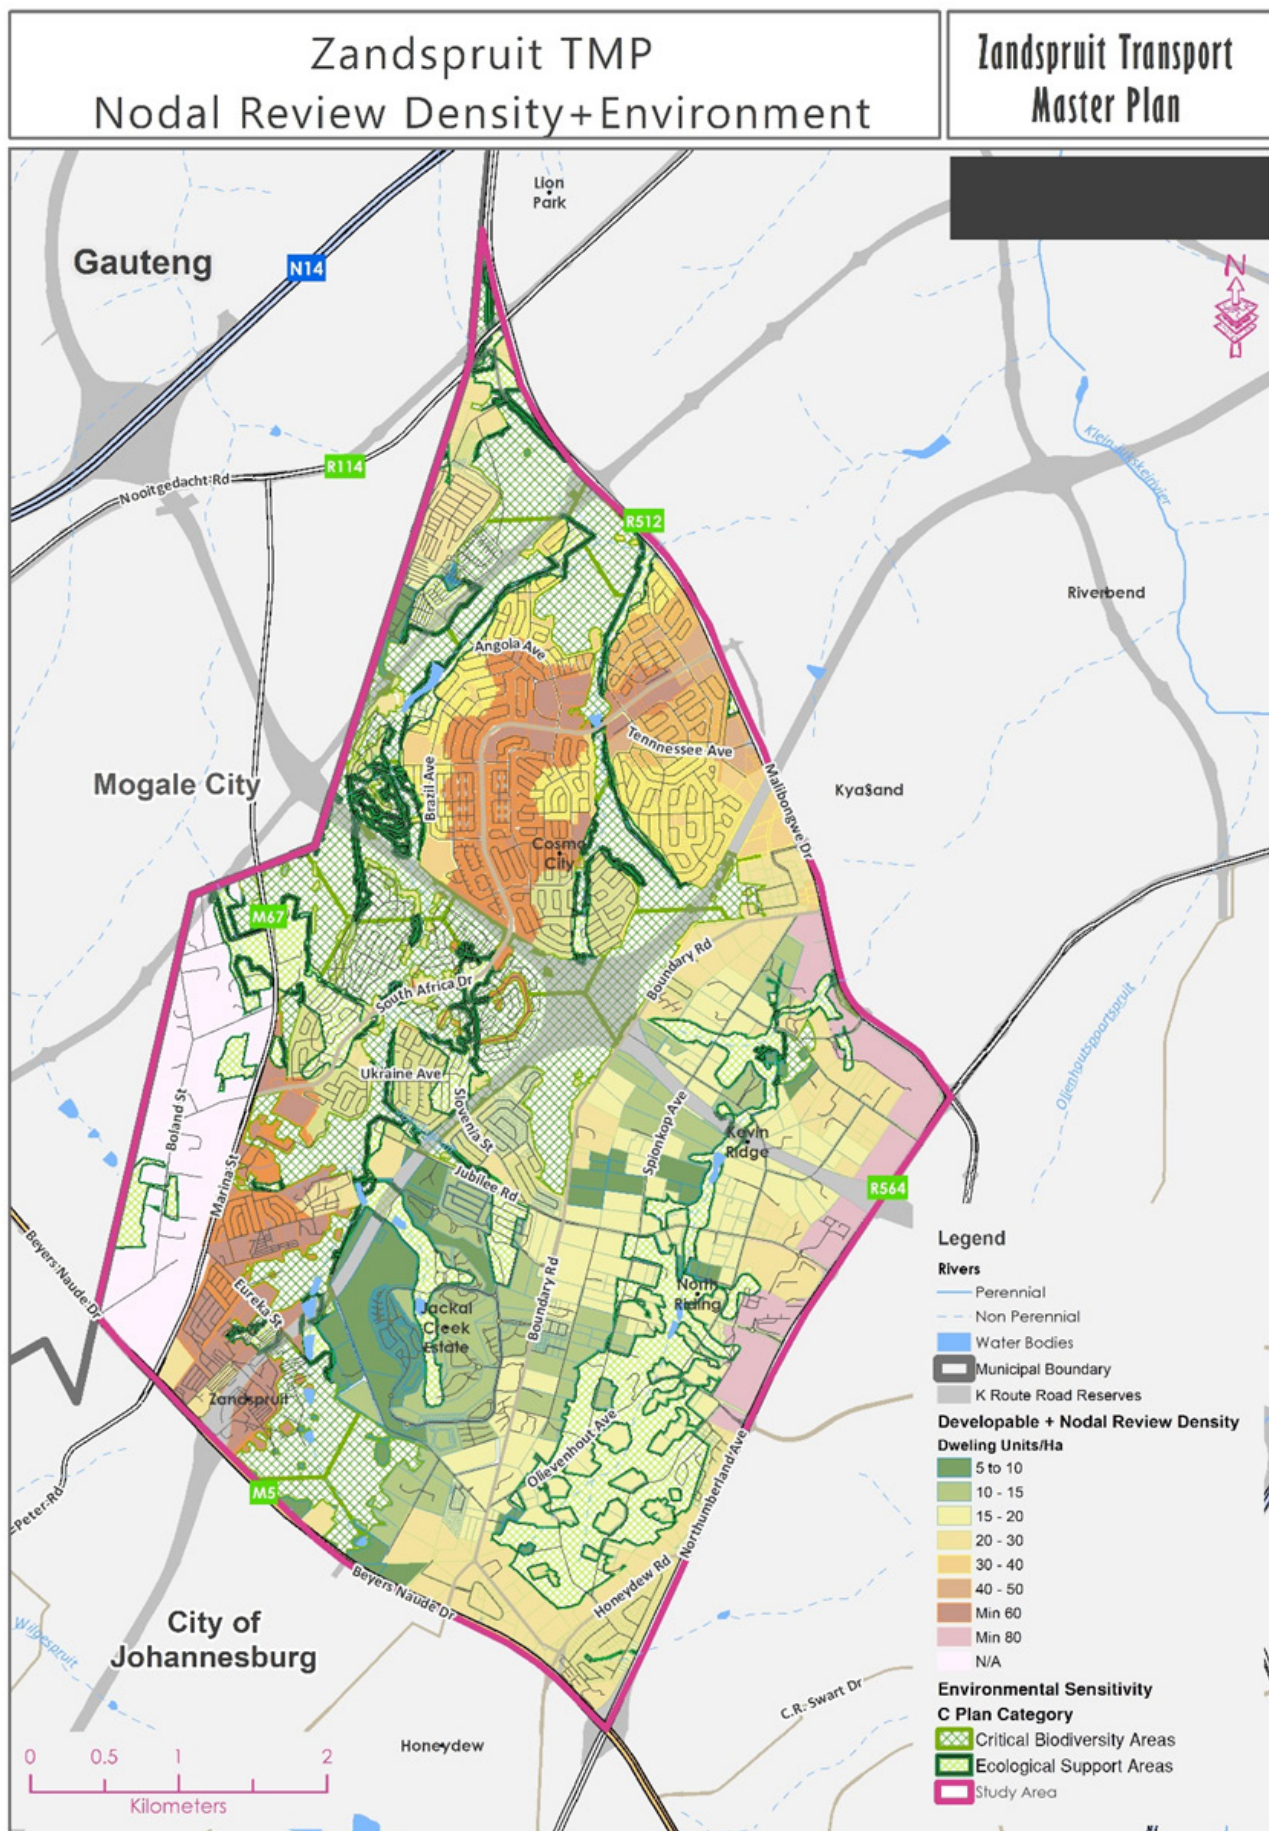 Zandspruit TMP
Nodal Review Density+Environment
Zandspruit Transport
Master Plan
Lion
Park
N
Gauteng
N14
R114
Nooitgedacht Rd
R512
Riverbend
Angola Ave
Tennnessee Ave
Mogale City
Brazil Ave
Malibongwe Dr
KyaSand
Cosmo
City
M67
South Africa Dr
Boundary Rd
Ukraine Ave
Slovenia St
Boland St
Marina St
Spionkop Ave
Kevin
Ridge
Jubilee Rd
R564
Beyers Naude Dr
Eureka St
Boundary Rd
North
Riding
Jackal
Creek
Estate
Zandspruit
Olievenhout Ave
M5
Peter Rd
Northumberland Ave
Honeydew Rd
Beyers Naude Dr
City of
Johannesburg
Wilgespruit
C.R. Swart Dr
Honeydew
0 0.5 1 2
Kilometers
Legend
Rivers
Perennial
Non Perennial
Water Bodies
Municipal Boundary
K Route Road Reserves
Developable + Nodal Review Density
Dweling Units/Ha
5 to 10
10 - 15
15 - 20
20 - 30
30 - 40
40 - 50
Min 60
Min 80
N/A
Environmental Sensitivity
C Plan Category
Critical Biodiversity Areas
Ecological Support Areas
Study Area